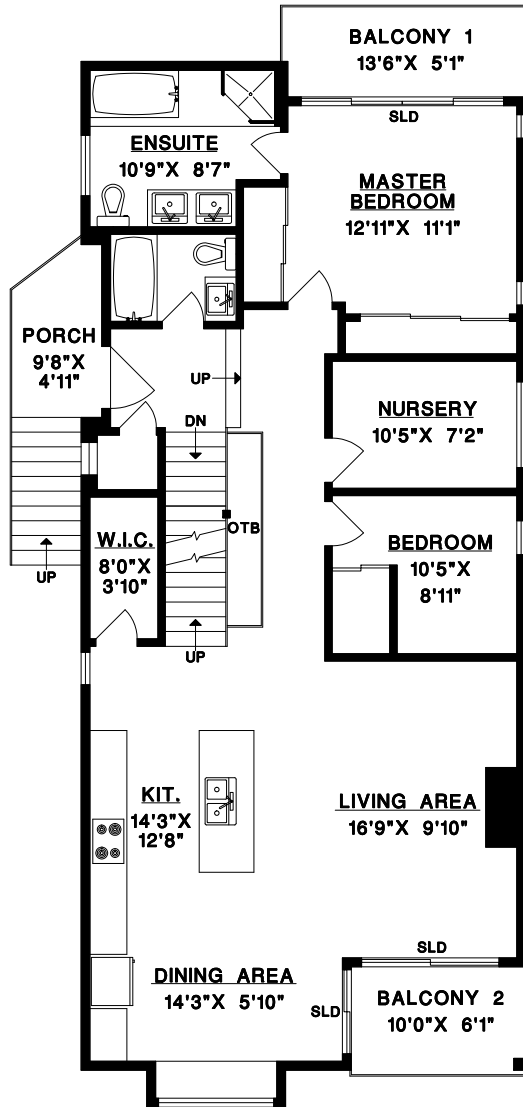 BALCONY 1
13'6"X 5'1"
SLD
ENSUITE
10'9"X 8'7"
MASTER
BEDROOM
12'11"X 11'1"
PORCH
9'8"X
4'11"
UP
NURSERY
10'5"X 7'2"
DN
OTB
W.I.C.
8'0"X
3'10"
BEDROOM
10'5"X
8'11"
UP
UP
KIT.
14'3"X
12'8"
LIVING AREA
16'9"X 9'10"
SLD
DINING AREA
14'3"X 5'10"
SLD
BALCONY 2
10'0"X 6'1"